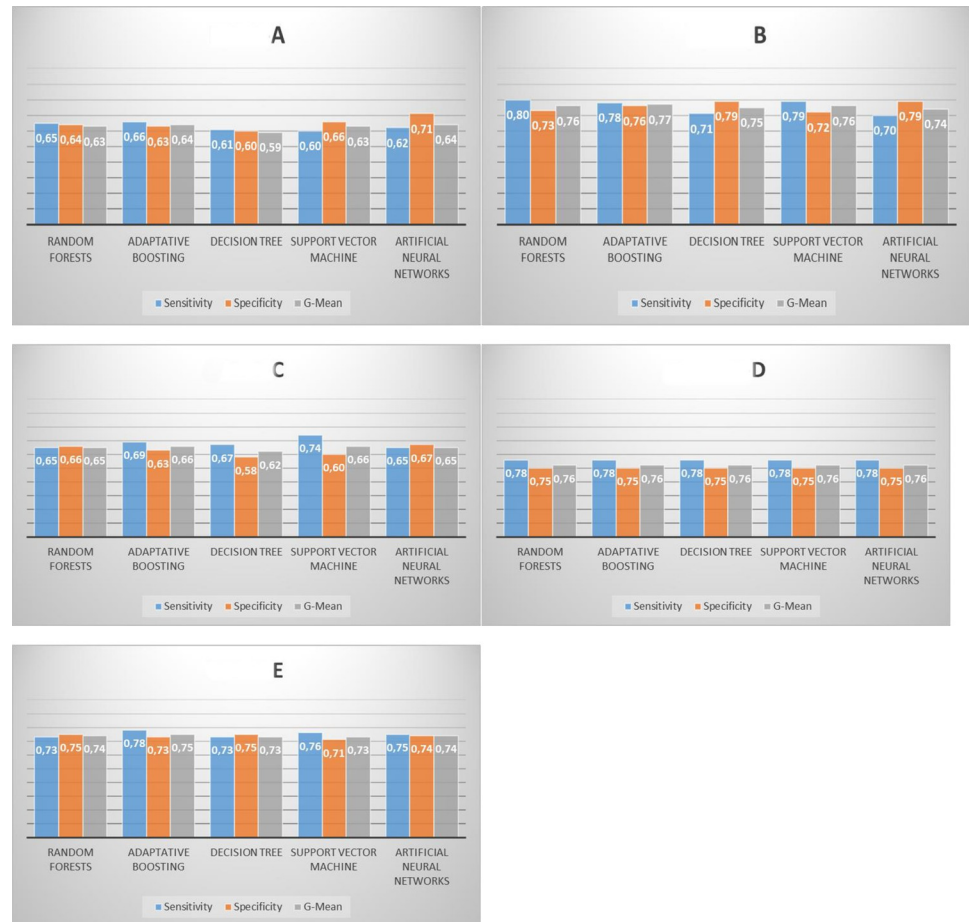 A
0,65 0,64 0,63 0,66 0,63 0,64 0,61 0,60 0,59 0,60 0,66 0,63 0,62 0,71 0,64
RANDOM FORESTS
ADAPTATIVE BOOSTING
DECISION TREE
SUPPORT VECTOR MACHINE
ARTIFICIAL NEURAL NETWORKS
Sensitivity Specificity G-Mean
B
0,80 0,73 0,76 0,78 0,76 0,77 0,71 0,79 0,75 0,79 0,72 0,76 0,70 0,79 0,74
RANDOM FORESTS
ADAPTATIVE BOOSTING
DECISION TREE
SUPPORT VECTOR MACHINE
ARTIFICIAL NEURAL NETWORKS
Sensitivity Specificity G-Mean
C
0,65 0,66 0,65 0,69 0,63 0,66 0,67 0,58 0,62 0,74 0,60 0,66 0,65 0,67 0,65
RANDOM FORESTS
ADAPTATIVE BOOSTING
DECISION TREE
SUPPORT VECTOR MACHINE
ARTIFICIAL NEURAL NETWORKS
Sensitivity Specificity G-Mean
D
0,78 0,75 0,76 0,78 0,75 0,76 0,78 0,75 0,76 0,78 0,75 0,76 0,78 0,75 0,76
RANDOM FORESTS
ADAPTATIVE BOOSTING
DECISION TREE
SUPPORT VECTOR MACHINE
ARTIFICIAL NEURAL NETWORKS
Sensitivity Specificity G-Mean
E
0,73 0,75 0,74 0,78 0,73 0,75 0,73 0,75 0,73 0,76 0,71 0,73 0,75 0,74 0,74
RANDOM FORESTS
ADAPTATIVE BOOSTING
DECISION TREE
SUPPORT VECTOR MACHINE
ARTIFICIAL NEURAL NETWORKS
Sensitivity Specificity G-Mean